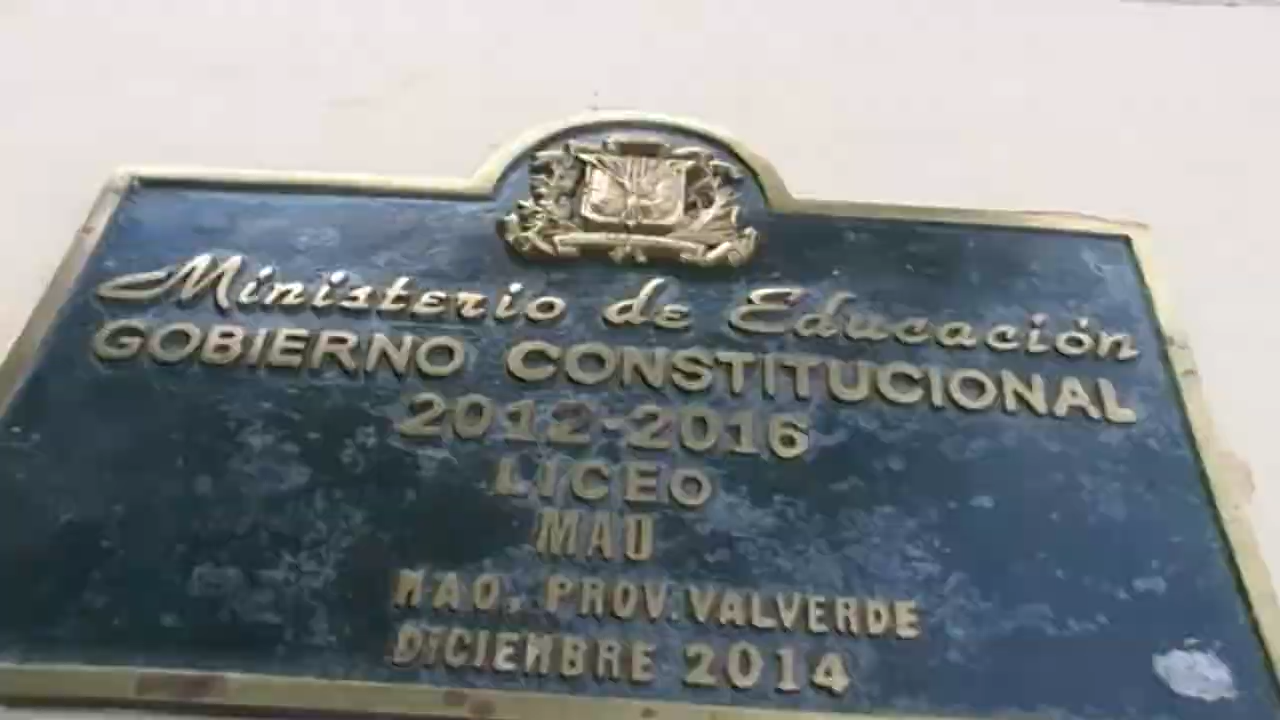 Ministerio de Educación
GOBIERNO CONSTITUCIONAL
2012-2016
LICEO
MAO
MAO, PROV. VALVERDE
DICIEMBRE 2014